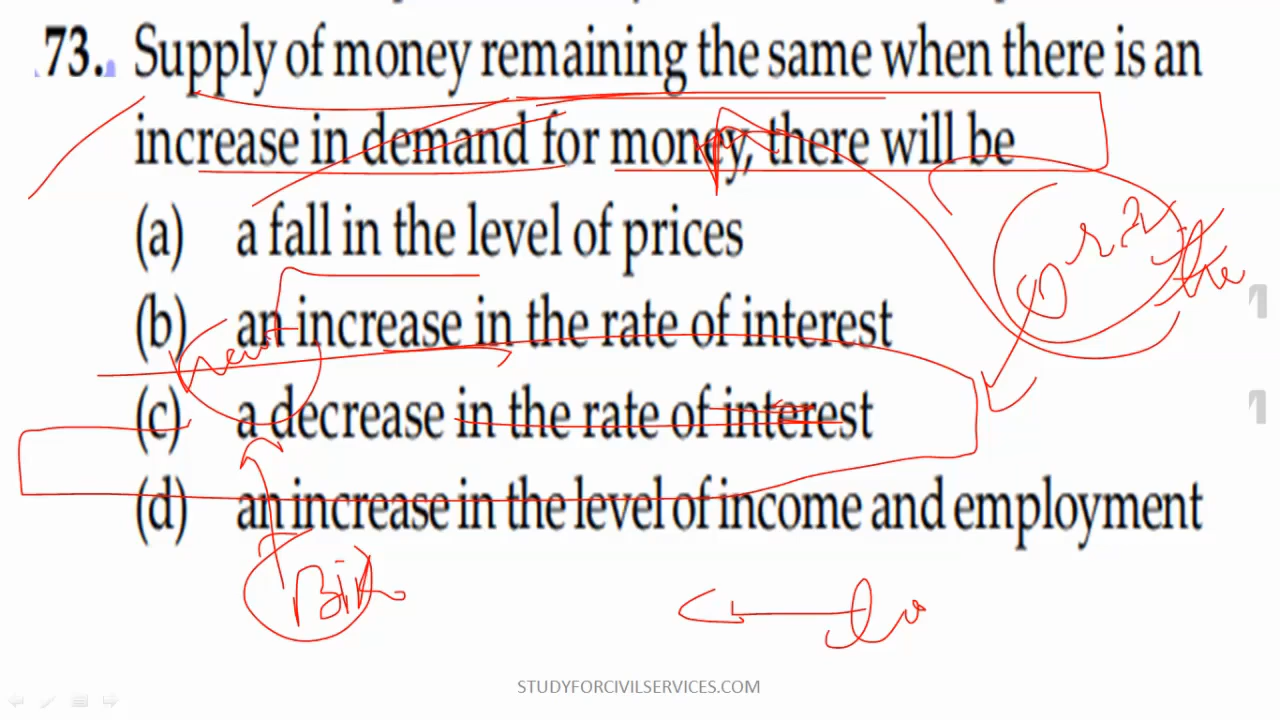 73. Supply of money remaining the same when there is an
increase in demand for money, there will be
(a) a fall in the level of prices
(b) an increase in the rate of interest
(c) a decrease in the rate of interest
(d) an increase in the level of income and employment
STUDYFORCIVILSERVICES.COM